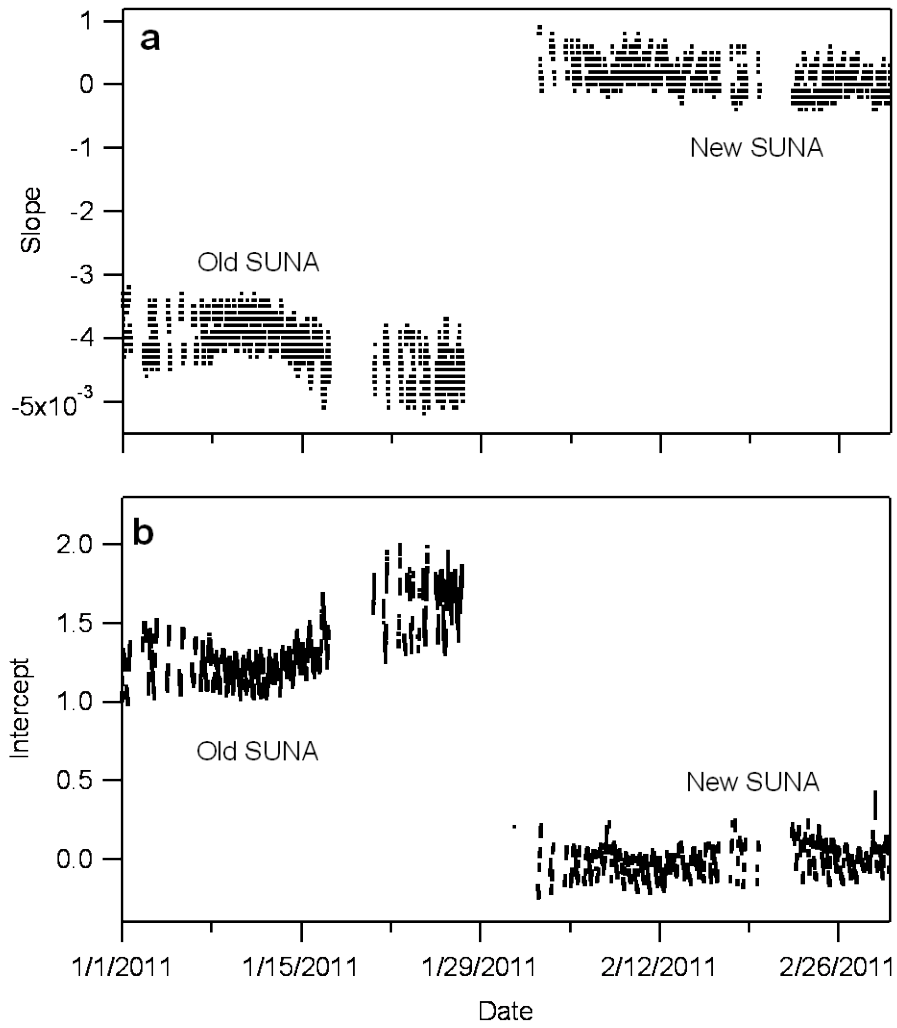 a
1
0
-1
-2
-3
-4
-5x10^-3
Slope
Old SUNA
New SUNA
b
2.0
1.5
1.0
0.5
0.0
Intercept
Old SUNA
New SUNA
1/1/2011 1/15/2011 1/29/2011 2/12/2011 2/26/2011
Date